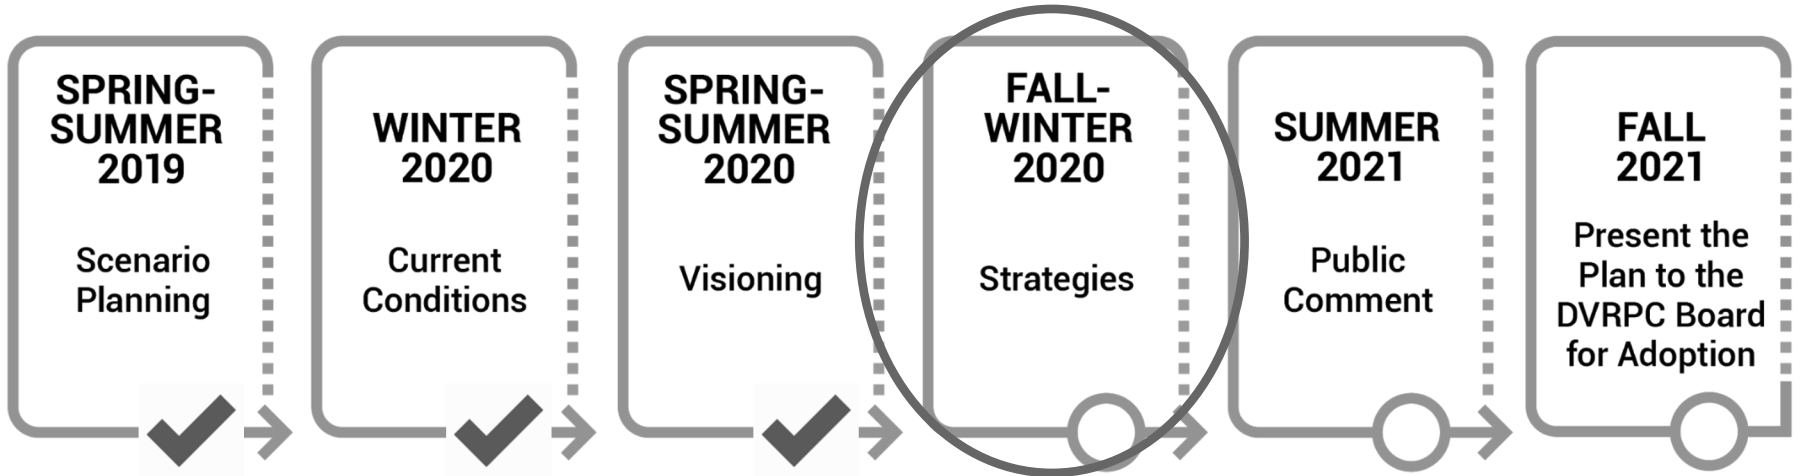 SPRING-
SUMMER
2019
Scenario
Planning
WINTER
2020
Current
Conditions
SPRING-
SUMMER
2020
Visioning
FALL-
WINTER
2020
Strategies
SUMMER
2021
Public
Comment
FALL
2021
Present the
Plan to the
DVRPC Board
for Adoption